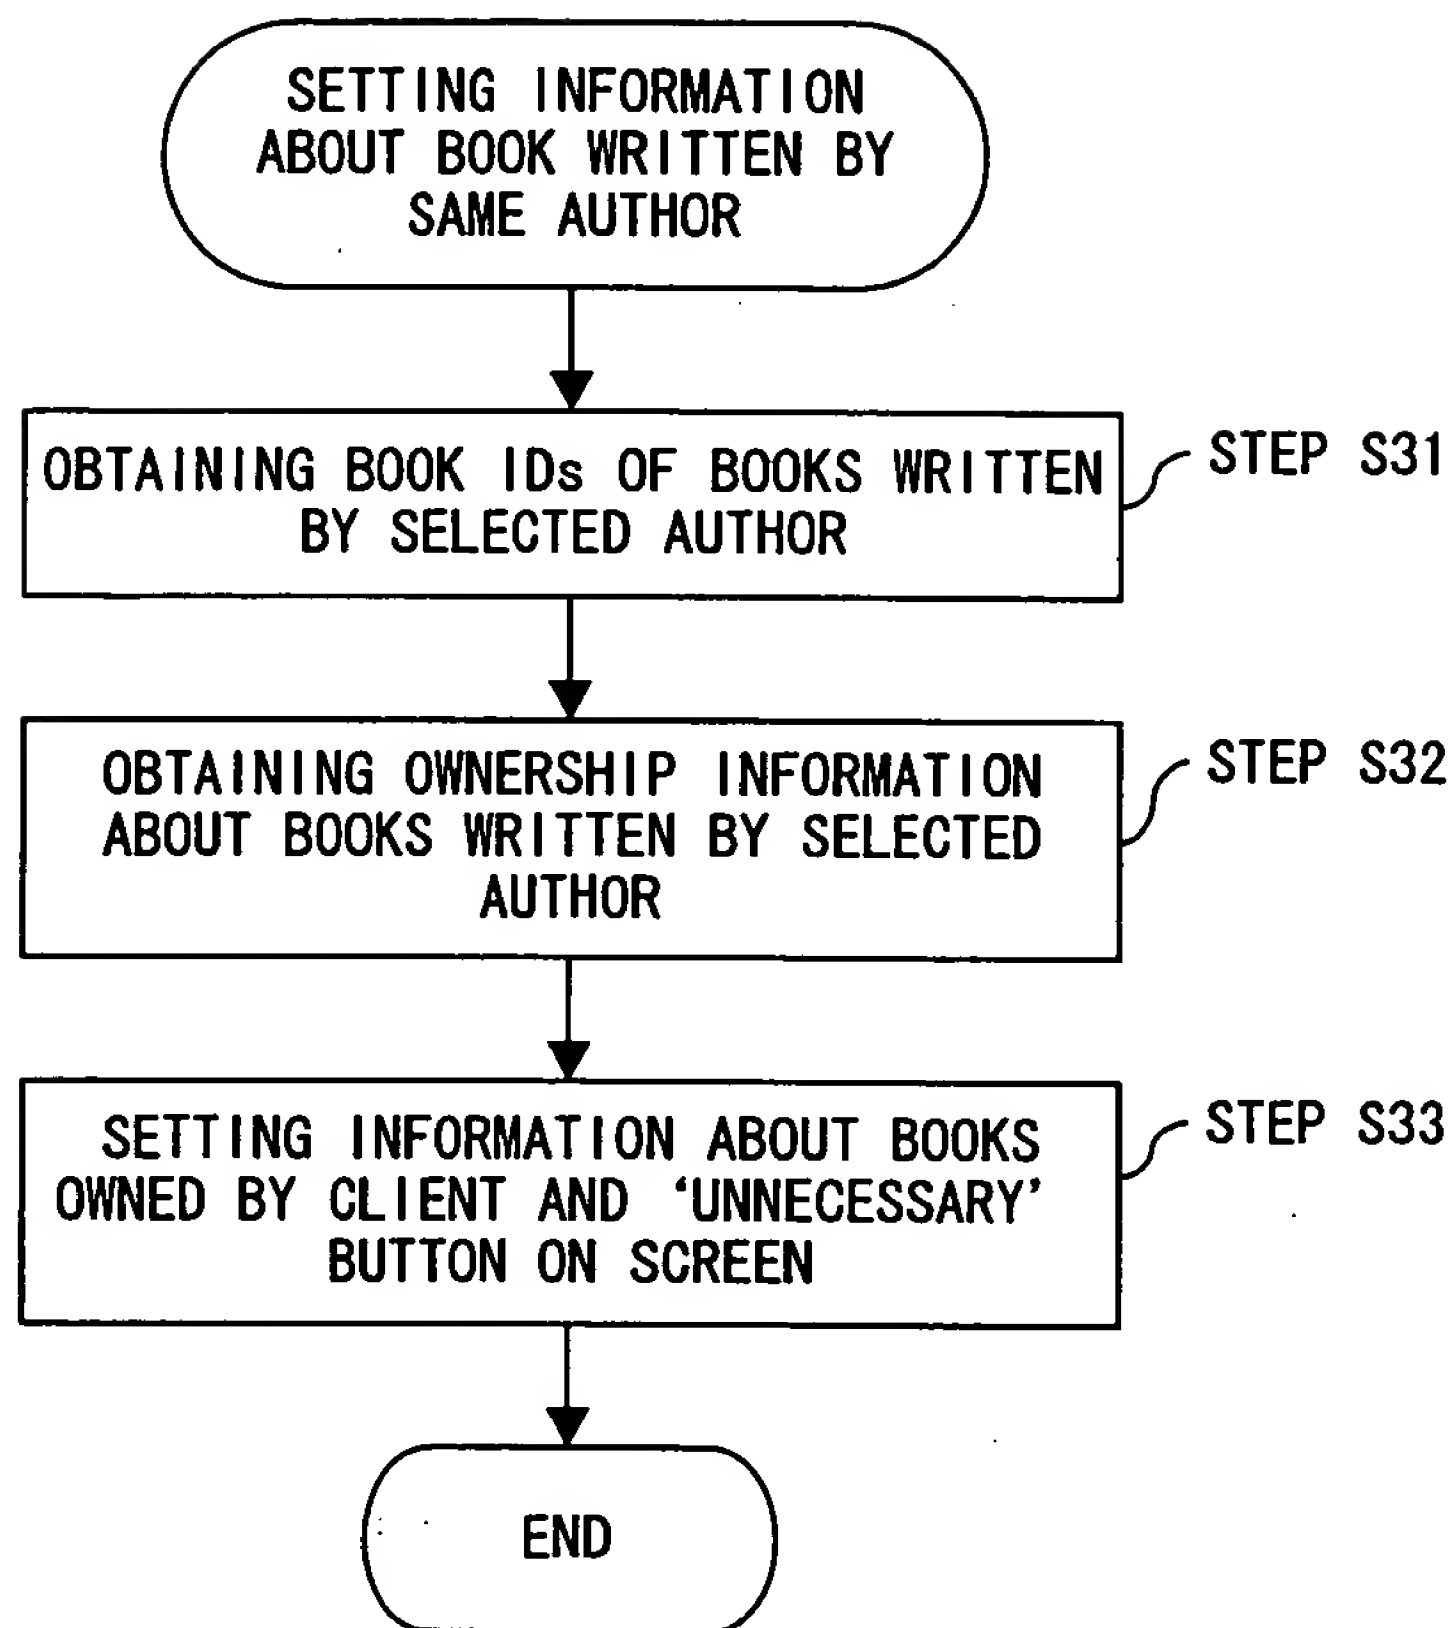 SETTING INFORMATION
ABOUT BOOK WRITTEN BY
SAME AUTHOR
OBTAINING BOOK IDs OF BOOKS WRITTEN
BY SELECTED AUTHOR
STEP S31
OBTAINING OWNERSHIP INFORMATION
ABOUT BOOKS WRITTEN BY SELECTED
AUTHOR
STEP S32
SETTING INFORMATION ABOUT BOOKS
OWNED BY CLIENT AND ‘UNNECESSARY’
BUTTON ON SCREEN
STEP S33
END